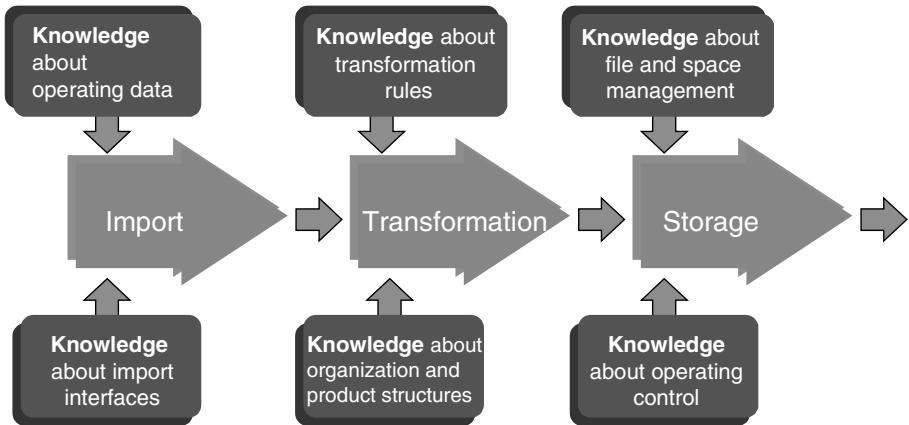 Knowledge
about
operating data
Knowledge about
transformation
rules
Knowledge about
file and space
management
Import
Transformation
Storage
Knowledge
about import
interfaces
Knowledge about
organization and
product structures
Knowledge
about operating
control